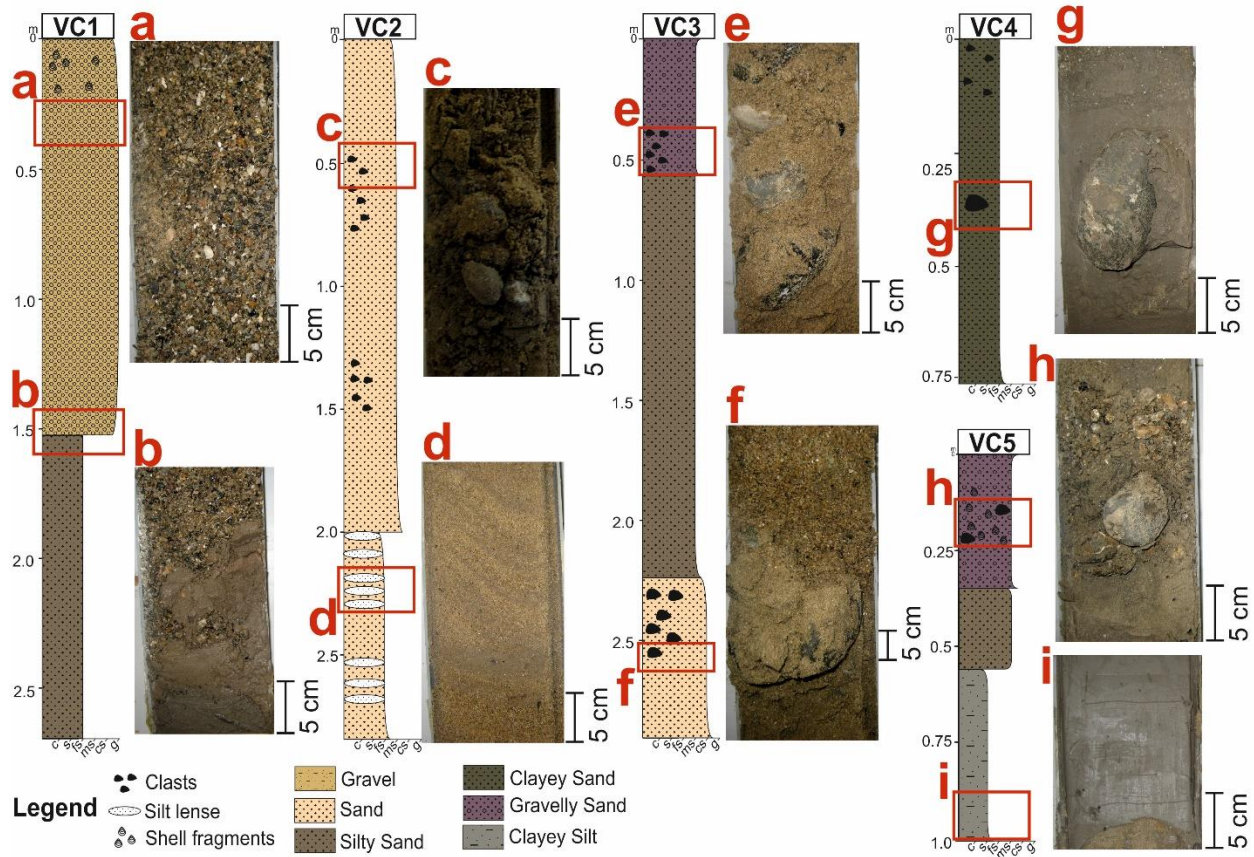 VC1
m
0
0.5
1.0
1.5
2.0
2.5
c s fs ms cs g
a
b
a
5 cm
b
5 cm
VC2
m
0
0.5
1.0
1.5
2.0
2.5
c s fs ms cs g
c
d
c
5 cm
d
5 cm
VC3
m
0
0.5
1.0
1.5
2.0
2.5
c s fs ms cs g
e
f
e
5 cm
f
5 cm
VC4
m
0
0.25
0.5
0.75
c s fs ms cs g
g
g
5 cm
VC5
0.25
0.5
0.75
1.0
c s fs ms cs g
h
i
h
5 cm
i
5 cm
Legend
Clasts
Silt lense
Shell fragments
Gravel
Sand
Silty Sand
Clayey Sand
Gravelly Sand
Clayey Silt